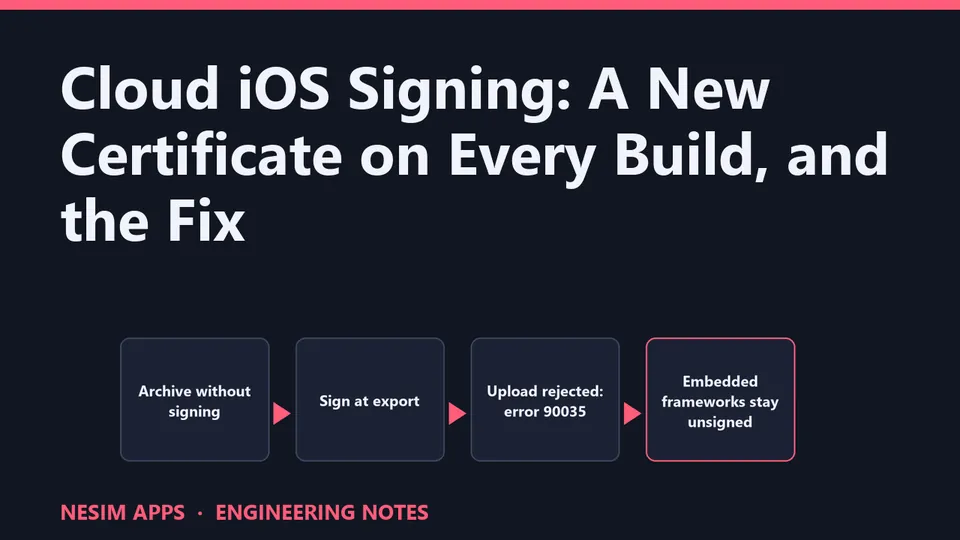 Cloud iOS Signing: A New
Certificate on Every Build, and
the Fix
Archive without
signing
Sign at export
Upload rejected:
error 90035
Embedded
frameworks stay
unsigned
NESIM APPS · ENGINEERING NOTES